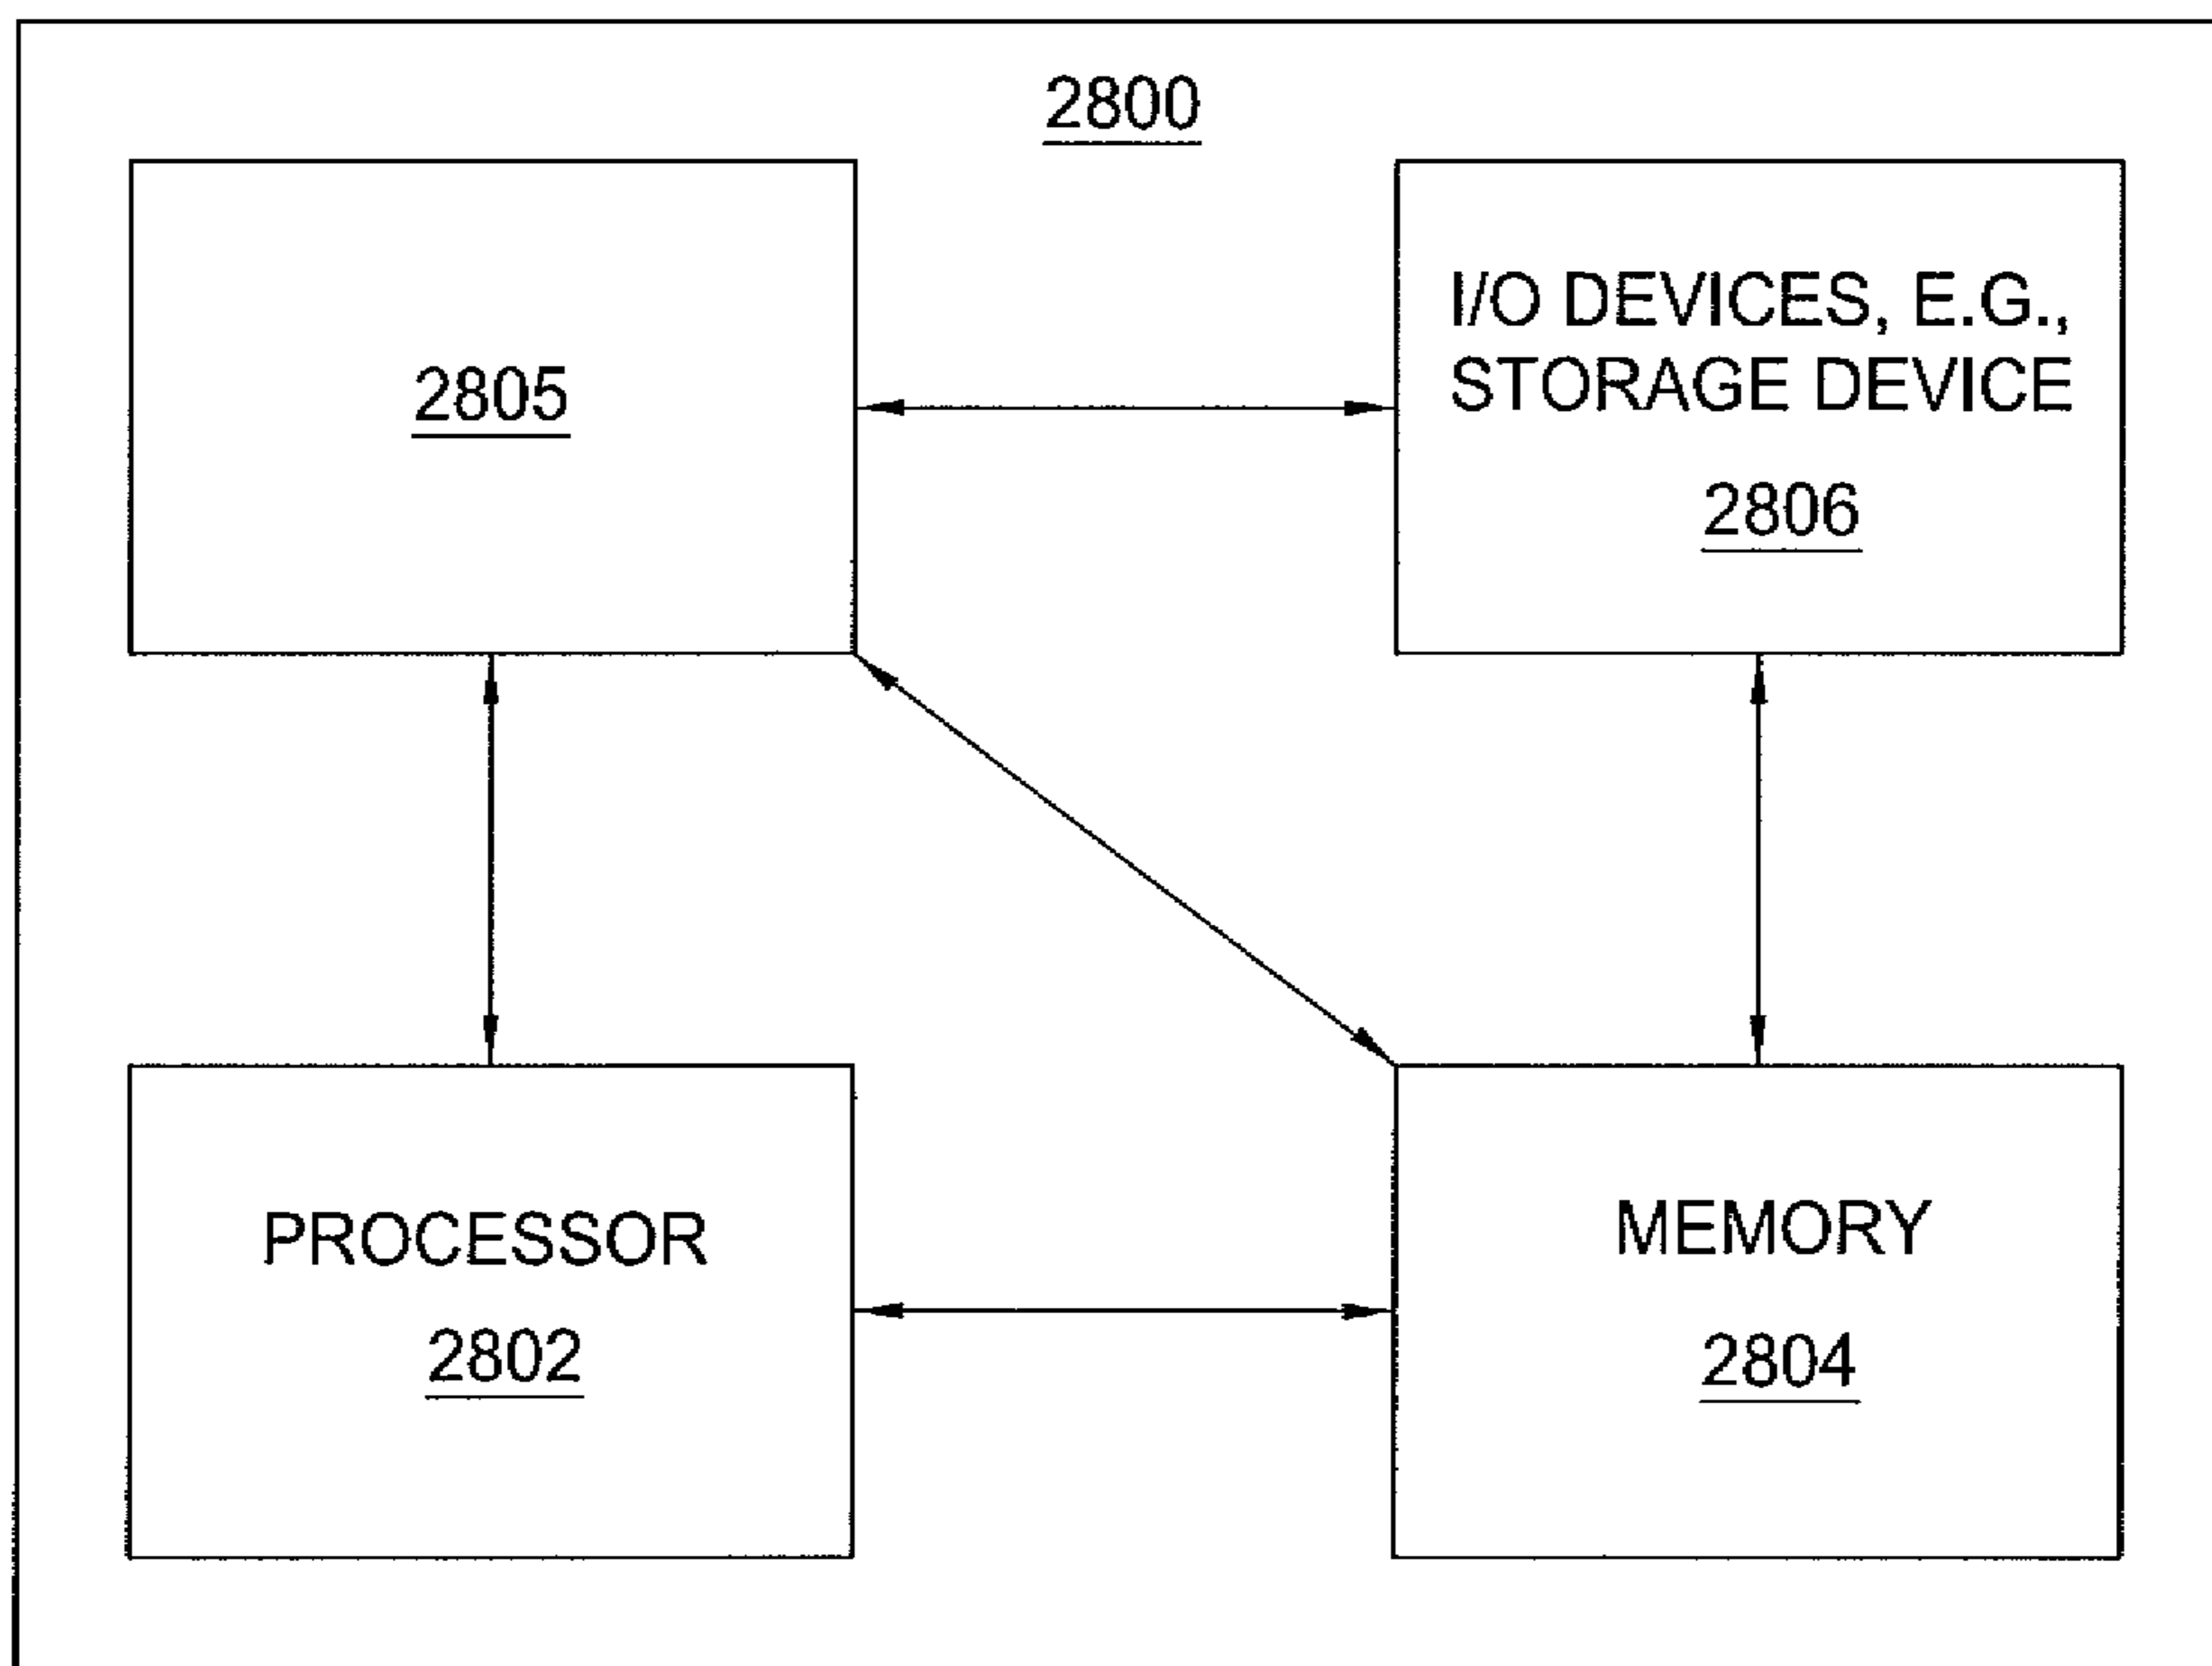 2800
2805
I/O DEVICES, E.G.,
STORAGE DEVICE
2806
PROCESSOR
2802
MEMORY
2804